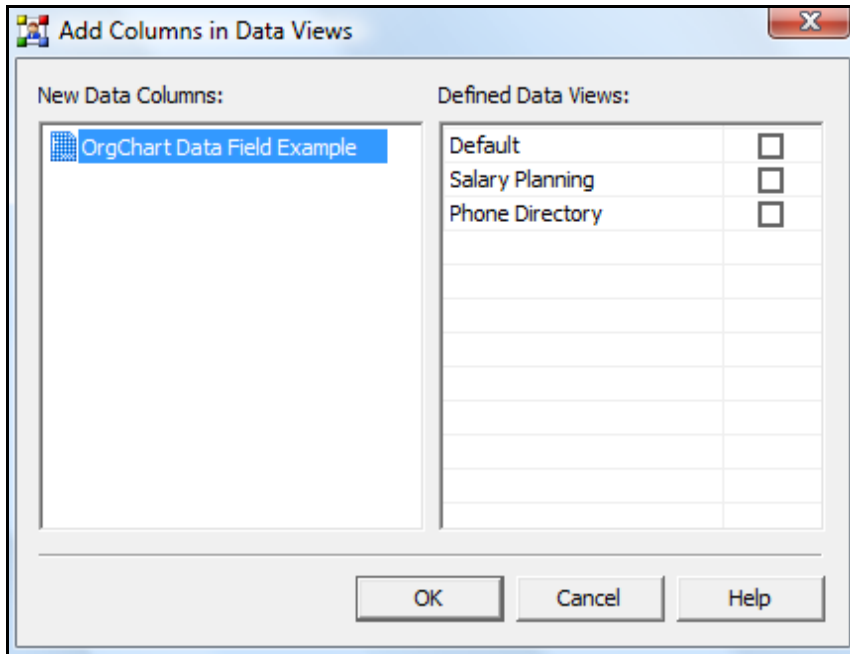 Add Columns in Data Views
New Data Columns:
Defined Data Views:
OrgChart Data Field Example
Default
Salary Planning
Phone Directory
OK
Cancel
Help